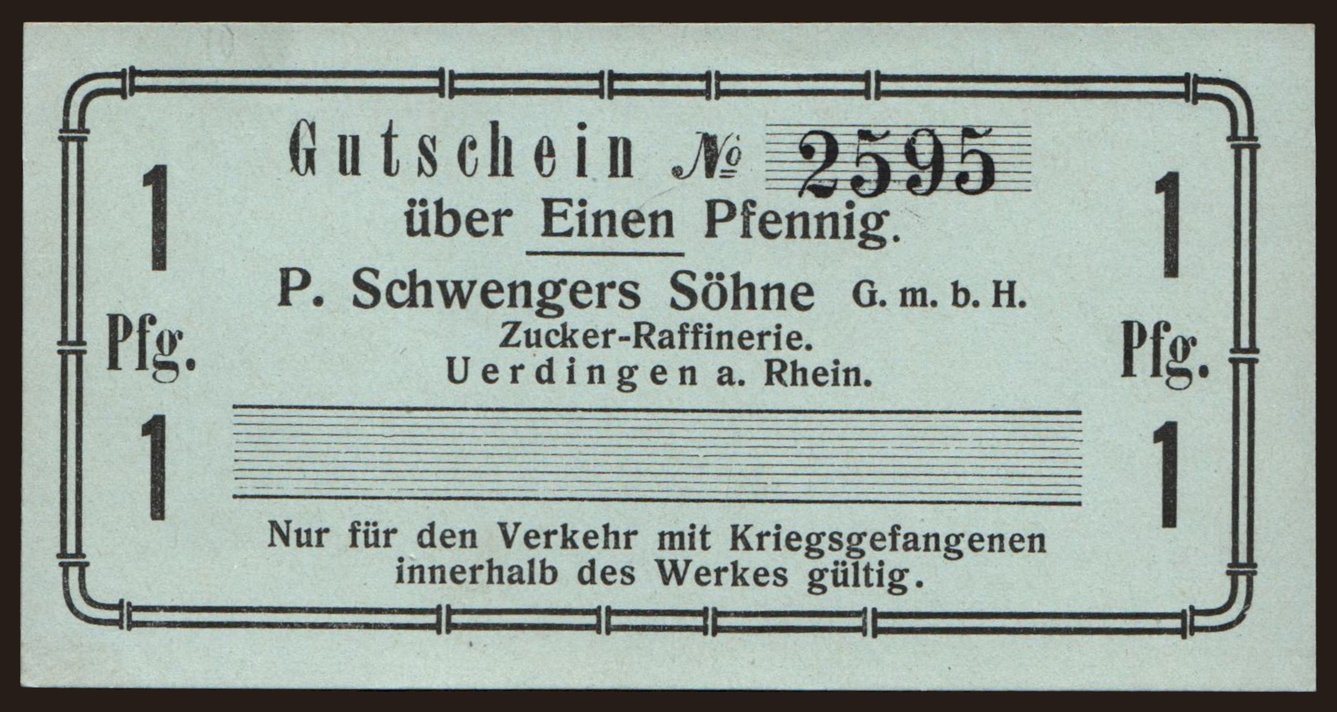 Gutschein № 2595
über Einen Pfennig.
P. Schwengers Söhne G. m. b. H.
Zucker-Raffinerie.
Uerdingen a. Rhein.
1
Pfg.
1
1
Pfg.
1
Nur für den Verkehr mit Kriegsgefangenen
innerhalb des Werkes gültig.